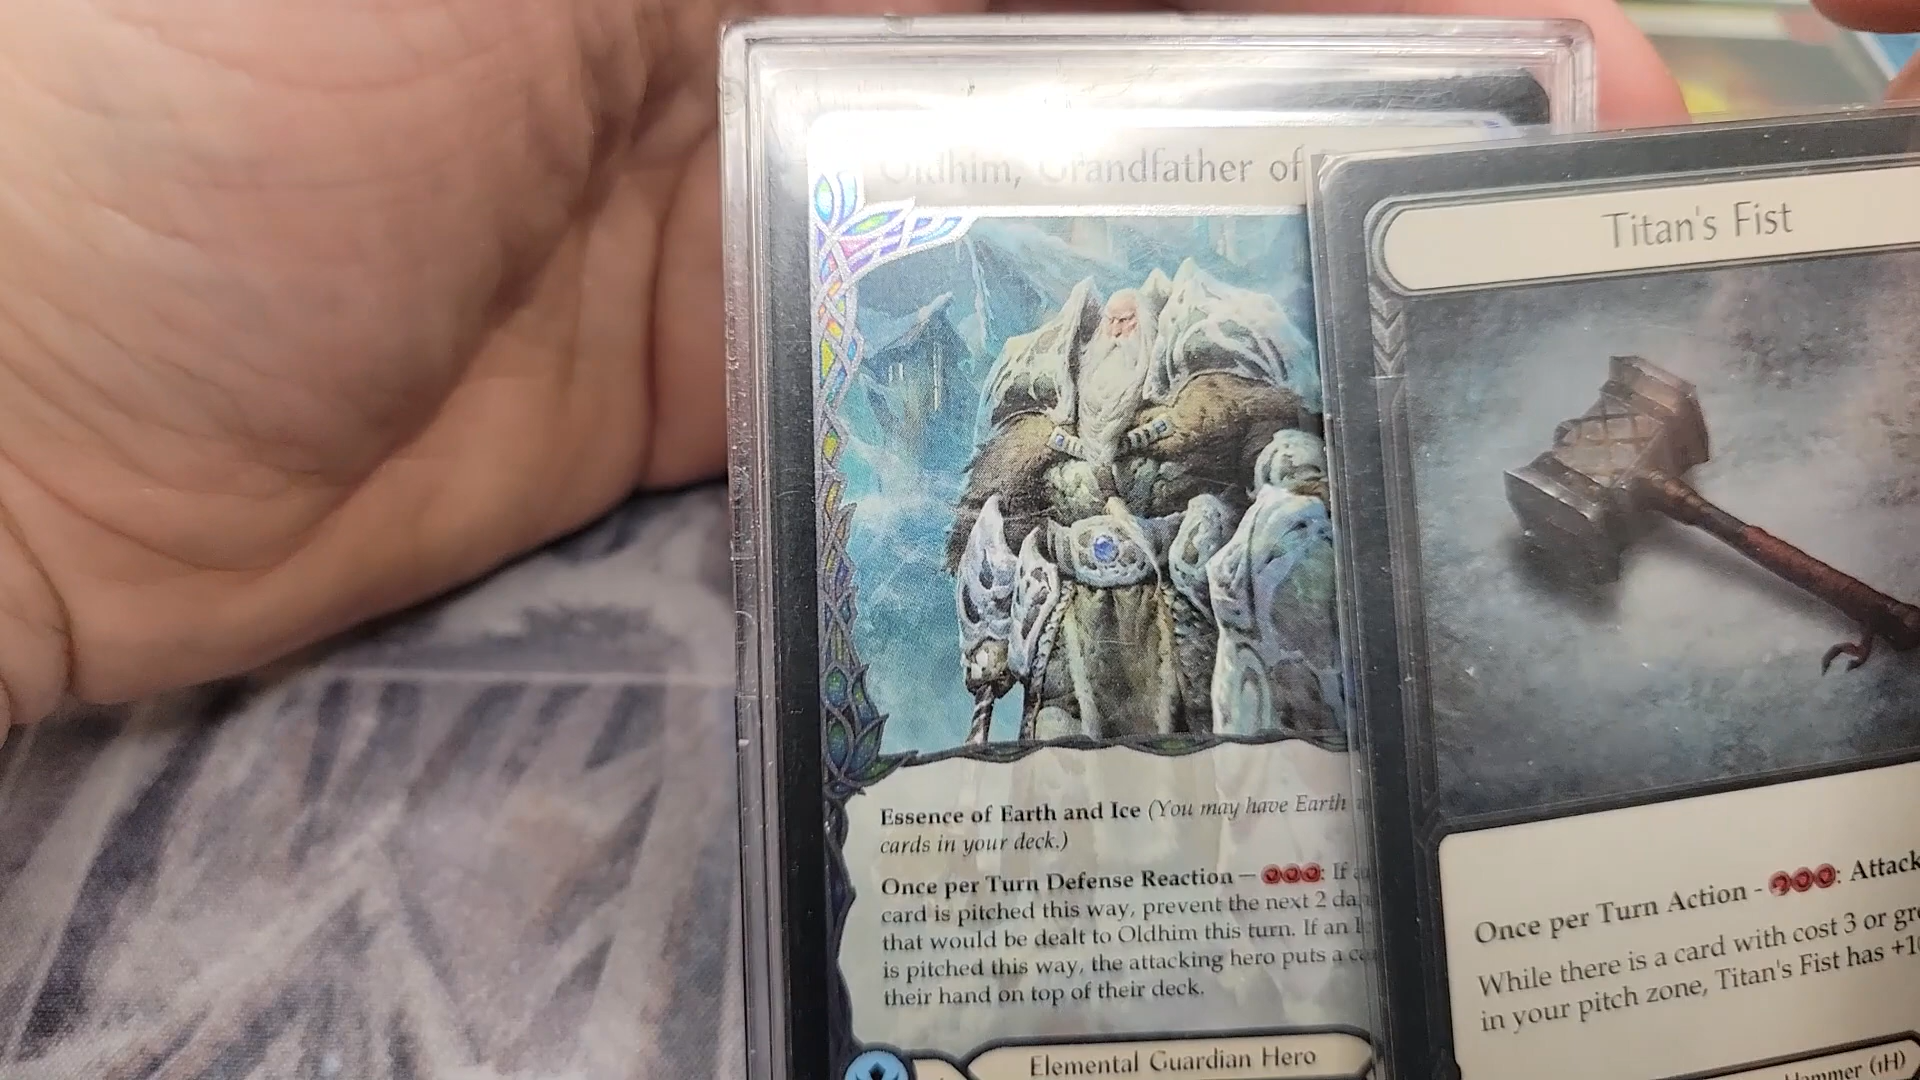 Oldhim, Grandfather of
Essence of Earth and Ice (You may have Earth
cards in your deck.)
Once per Turn Defense Reaction — : If
card is pitched this way, prevent the next 2
that would be dealt to Oldhim this turn. If an
is pitched this way, the attacking hero puts a
their hand on top of their deck.
Elemental Guardian Hero
Titan's Fist
Once per Turn Action - : Attack
While there is a card with cost 3 or
in your pitch zone, Titan's Fist has +1
Hammer (1H)